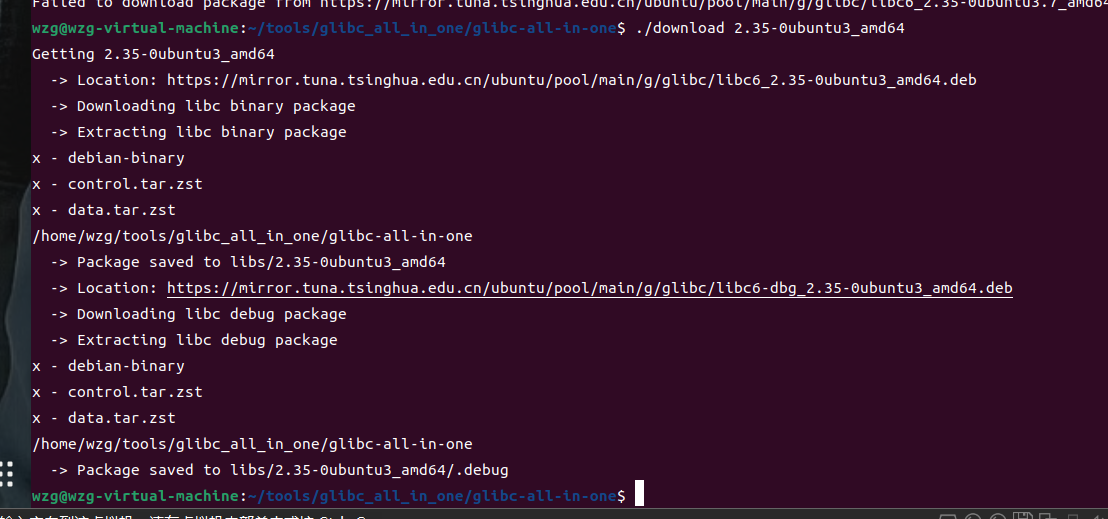 Failed to download package from https://mirror.tuna.tsinghua.edu.cn/ubuntu/pool/main/g/glibc/libc6_2.35-0ubuntu3.7_amd64
wzg@wzg-virtual-machine:~/tools/glibc_all_in_one/glibc-all-in-one$ ./download 2.35-0ubuntu3_amd64
Getting 2.35-0ubuntu3_amd64
  -> Location: https://mirror.tuna.tsinghua.edu.cn/ubuntu/pool/main/g/glibc/libc6_2.35-0ubuntu3_amd64.deb
  -> Downloading libc binary package
  -> Extracting libc binary package
x - debian-binary
x - control.tar.zst
x - data.tar.zst
/home/wzg/tools/glibc_all_in_one/glibc-all-in-one
  -> Package saved to libs/2.35-0ubuntu3_amd64
  -> Location: https://mirror.tuna.tsinghua.edu.cn/ubuntu/pool/main/g/glibc/libc6-dbg_2.35-0ubuntu3_amd64.deb
  -> Downloading libc debug package
  -> Extracting libc debug package
x - debian-binary
x - control.tar.zst
x - data.tar.zst
/home/wzg/tools/glibc_all_in_one/glibc-all-in-one
  -> Package saved to libs/2.35-0ubuntu3_amd64/.debug
wzg@wzg-virtual-machine:~/tools/glibc_all_in_one/glibc-all-in-one$